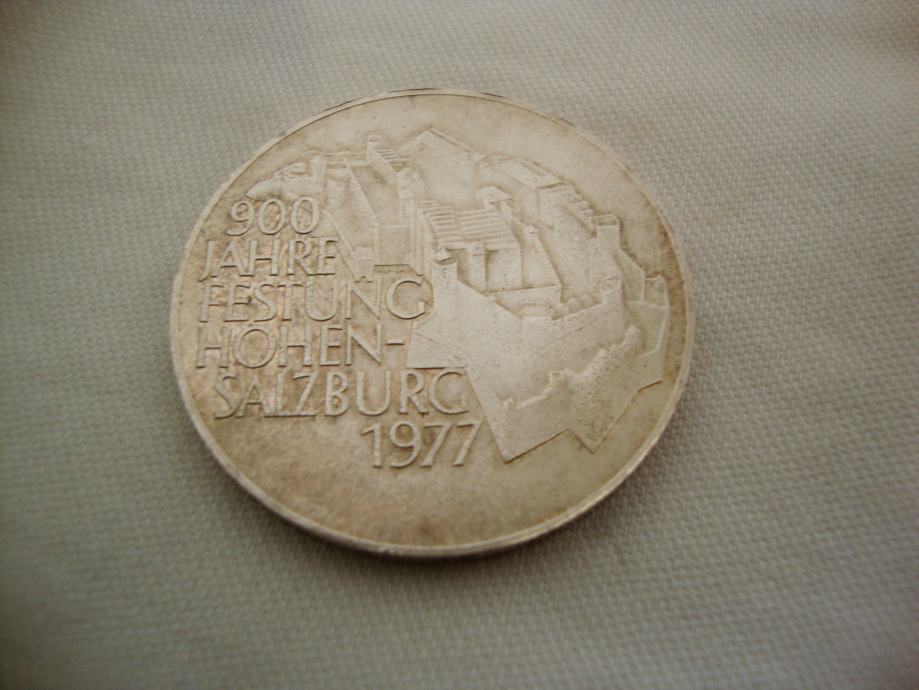 900
JAHRE
FESTUNG
HOHEN-
SALZBURG
1977